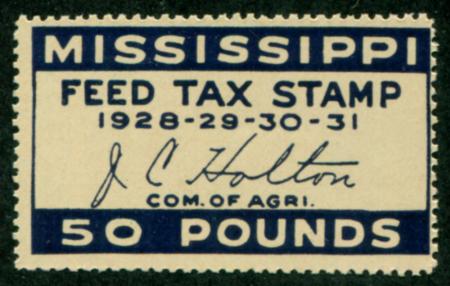 MISSISSIPPI
FEED TAX STAMP
1928-29-30-31
J C Holton
COM. OF AGRI.
50 POUNDS